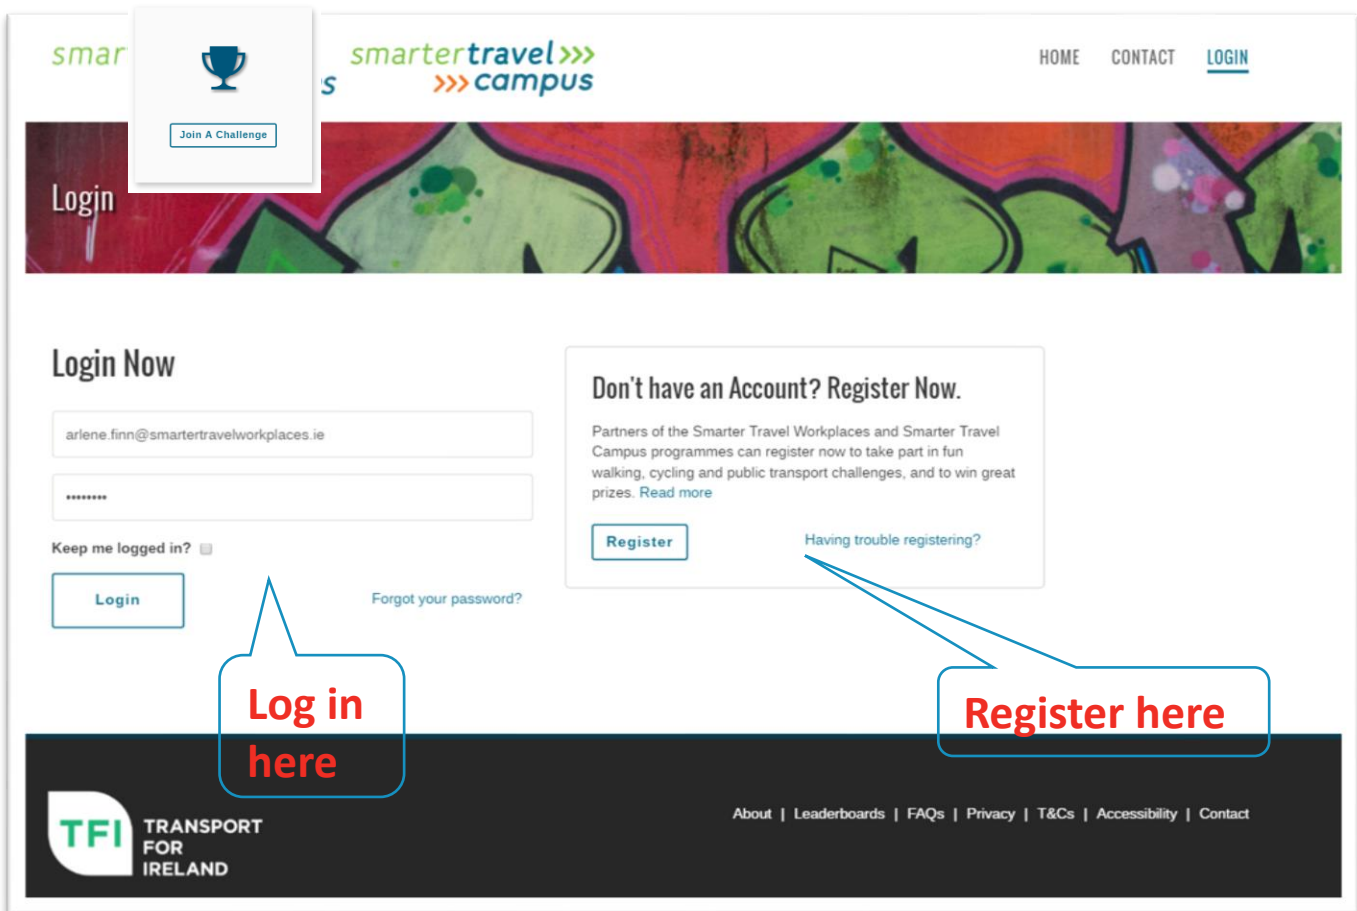 smar
s
smartertravel>>>
>>>campus
HOME CONTACT LOGIN
Join A Challenge
Login
Login Now
arlene.finn@smartertravelworkplaces.ie
••••••••
Keep me logged in?
Login
Forgot your password?
Don't have an Account? Register Now.
Partners of the Smarter Travel Workplaces and Smarter Travel
Campus programmes can register now to take part in fun
walking, cycling and public transport challenges, and to win great
prizes. Read more
Register
Having trouble registering?
Log in
here
Register here
TFI
TRANSPORT
FOR
IRELAND
About | Leaderboards | FAQs | Privacy | T&Cs | Accessibility | Contact